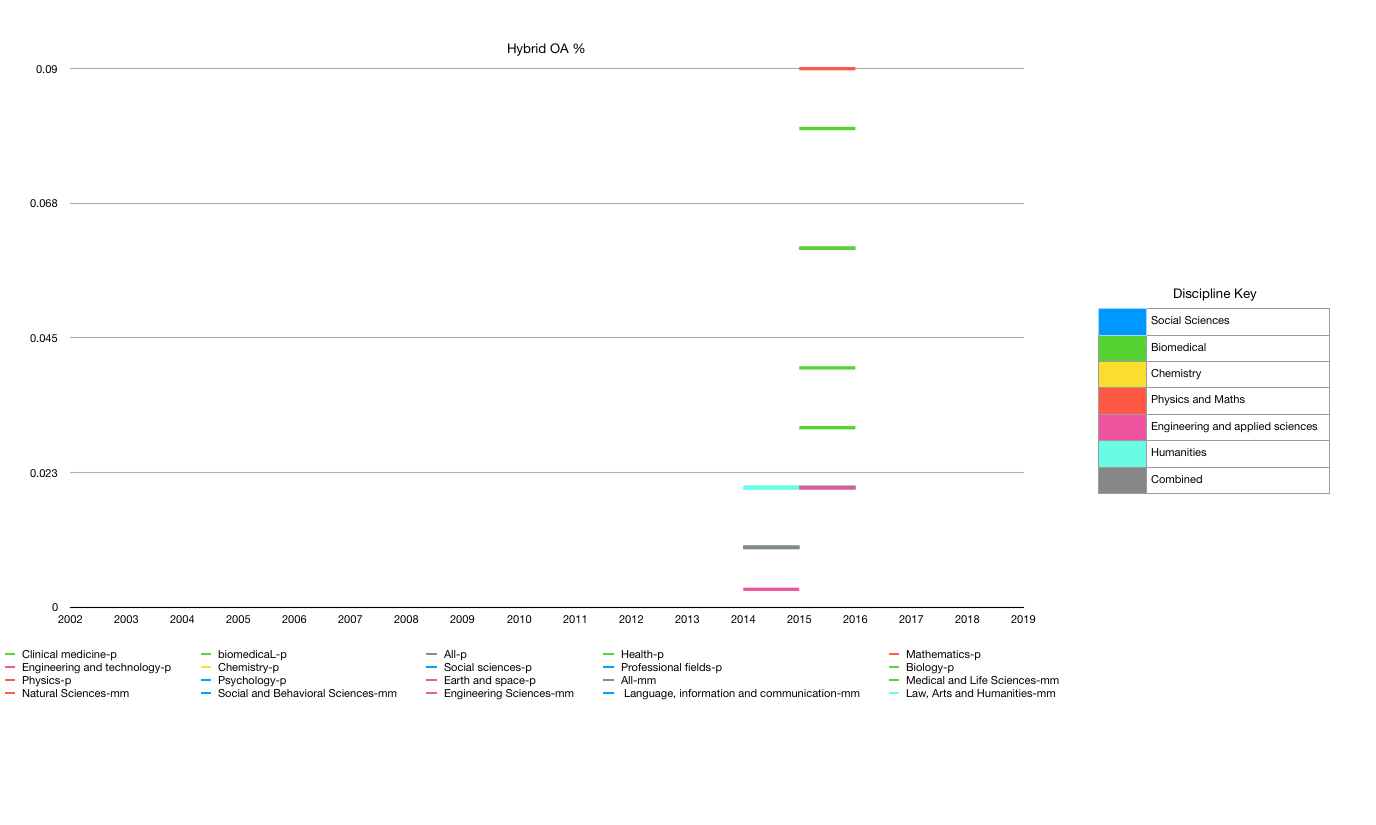 Hybrid OA %
0.09
0.068
0.045
0.023
0
2002 2003 2004 2005 2006 2007 2008 2009 2010 2011 2012 2013 2014 2015 2016 2017 2018 2019
Clinical medicine-p biomedicaL-p All-p Health-p Mathematics-p
Engineering and technology-p Chemistry-p Social sciences-p Professional fields-p Biology-p
Physics-p Psychology-p Earth and space-p All-mm Medical and Life Sciences-mm
Natural Sciences-mm Social and Behavioral Sciences-mm Engineering Sciences-mm Language, information and communication-mm Law, Arts and Humanities-mm
Discipline Key
Social Sciences
Biomedical
Chemistry
Physics and Maths
Engineering and applied sciences
Humanities
Combined